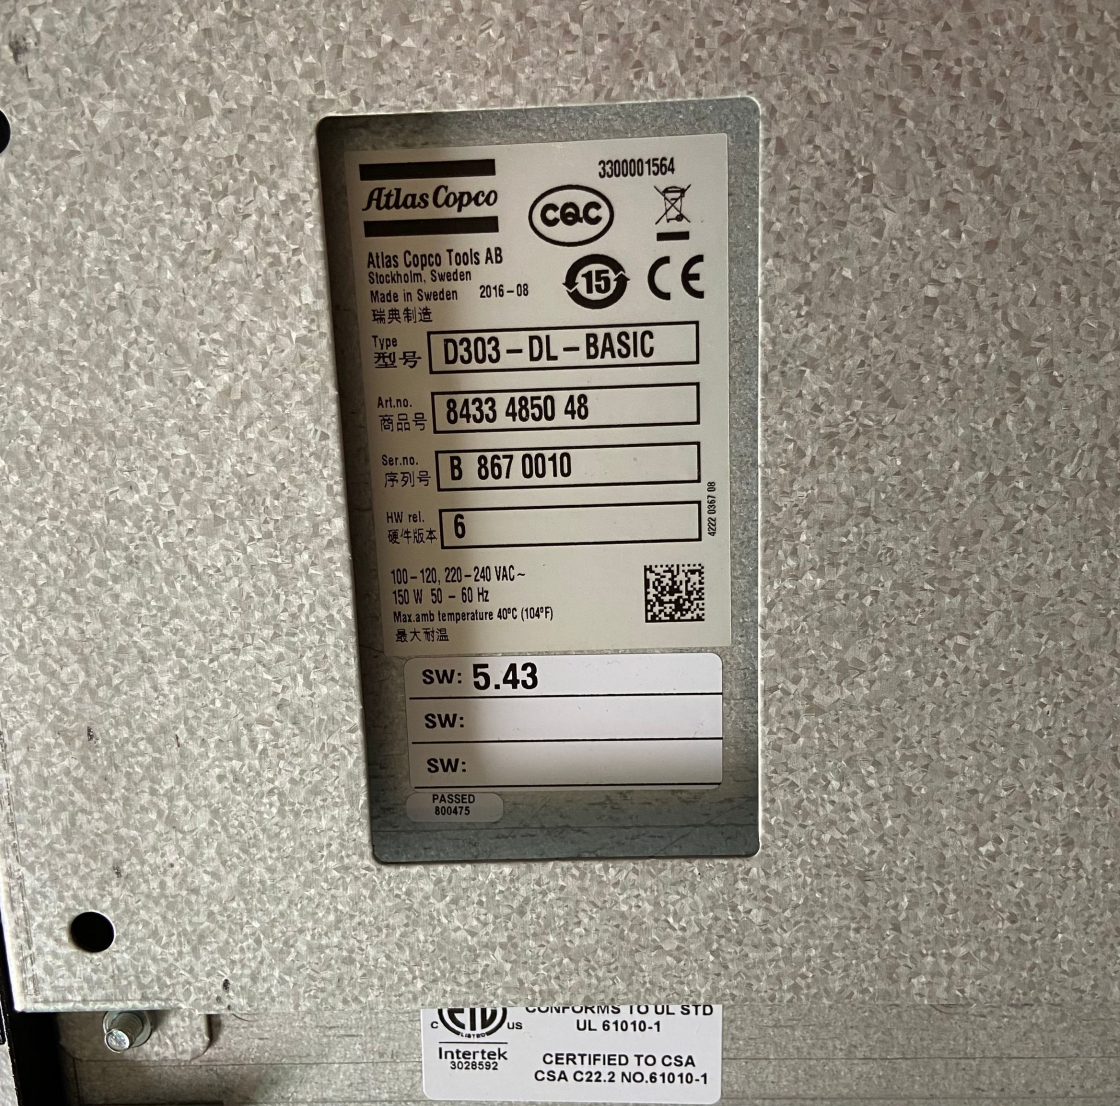 3300001564
Atlas Copco
CQC
Atlas Copco Tools AB
Stockholm, Sweden
Made in Sweden 2016-08
瑞典制造
15
CE
Type
型号
D303-DL-BASIC
Art.no.
商品号
8433 4850 48
Ser.no.
序列号
B 867 0010
HW rel.
硬件版本
6
4222 0367 08
100-120, 220-240 VAC~
150 W 50 - 60 Hz
Max.amb temperature 40°C (104°F)
最大耐温
SW: 5.43
SW:
SW:
PASSED
800475
C ETL US
LISTED
Intertek
3028592
CONFORMS TO UL STD
UL 61010-1
CERTIFIED TO CSA
CSA C22.2 NO.61010-1